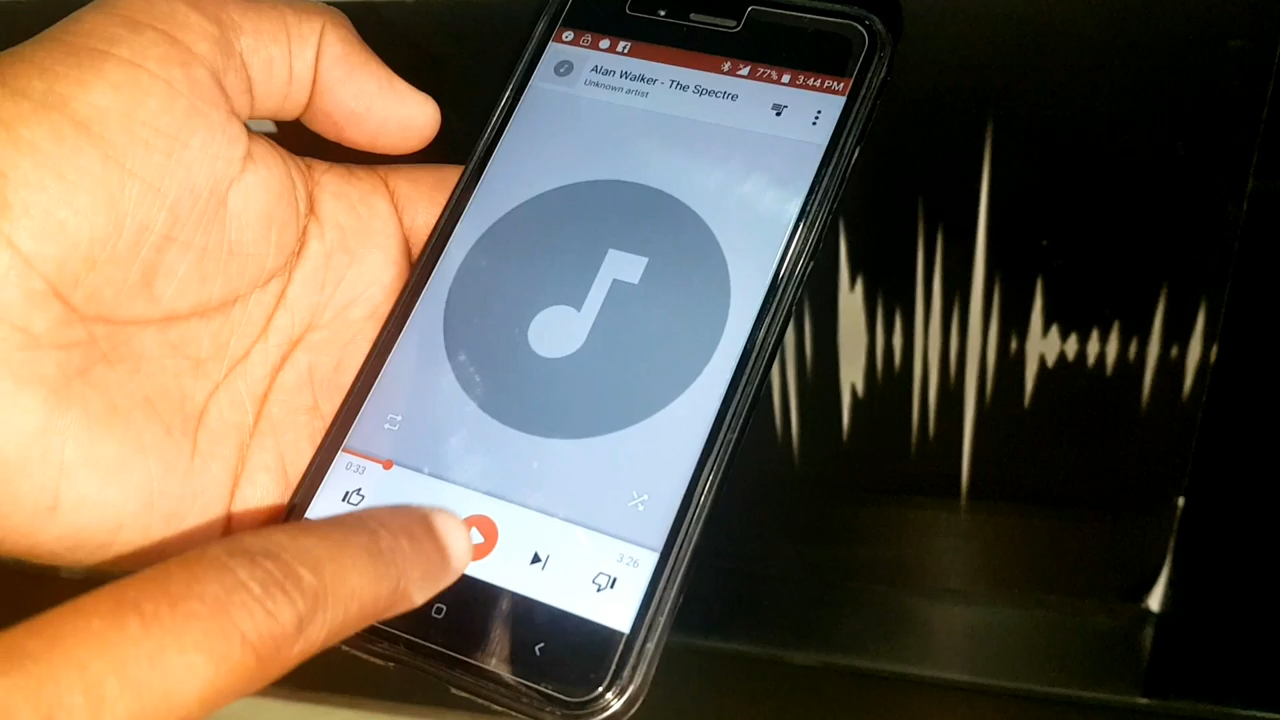 77% 3:44 PM
Alan Walker - The Spectre
Unknown artist
0:33
3:26